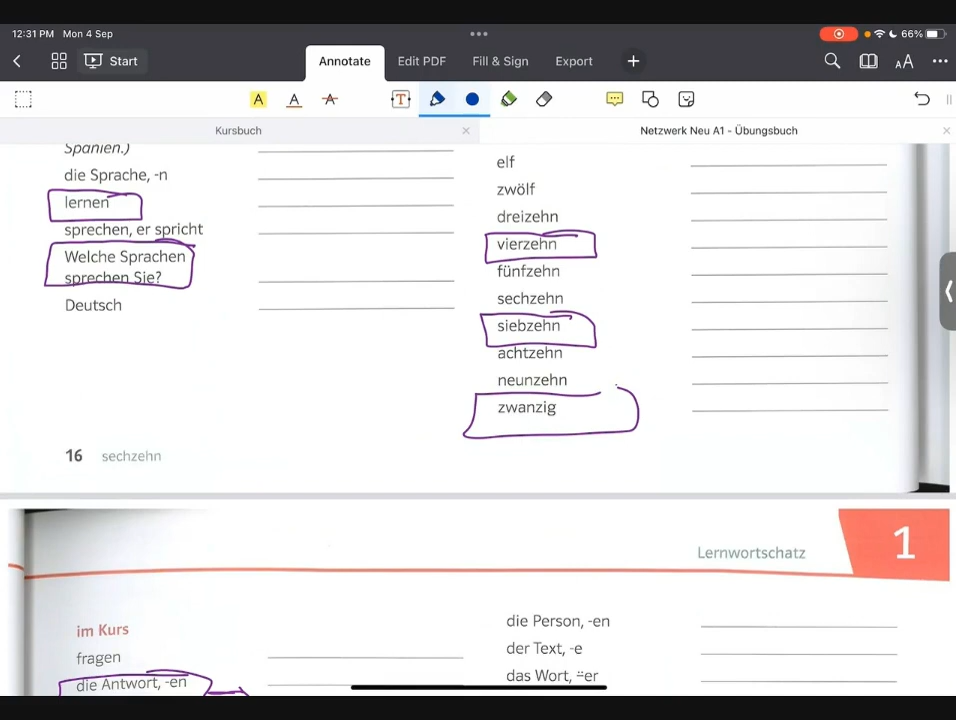 12:31 PM Mon 4 Sep
66%
Start
Annotate
Edit PDF
Fill & Sign
Export
AA
A
A
A
T
Kursbuch
Netzwerk Neu A1 - Übungsbuch
Spanien.)
die Sprache, -n
lernen
sprechen, er spricht
Welche Sprachen
sprechen Sie?
Deutsch
elf
zwölf
dreizehn
vierzehn
fünfzehn
sechzehn
siebzehn
achtzehn
neunzehn
zwanzig
16 sechzehn
Lernwortschatz 1
im Kurs
fragen
die Antwort, -en
die Person, -en
der Text, -e
das Wort, ¨-er